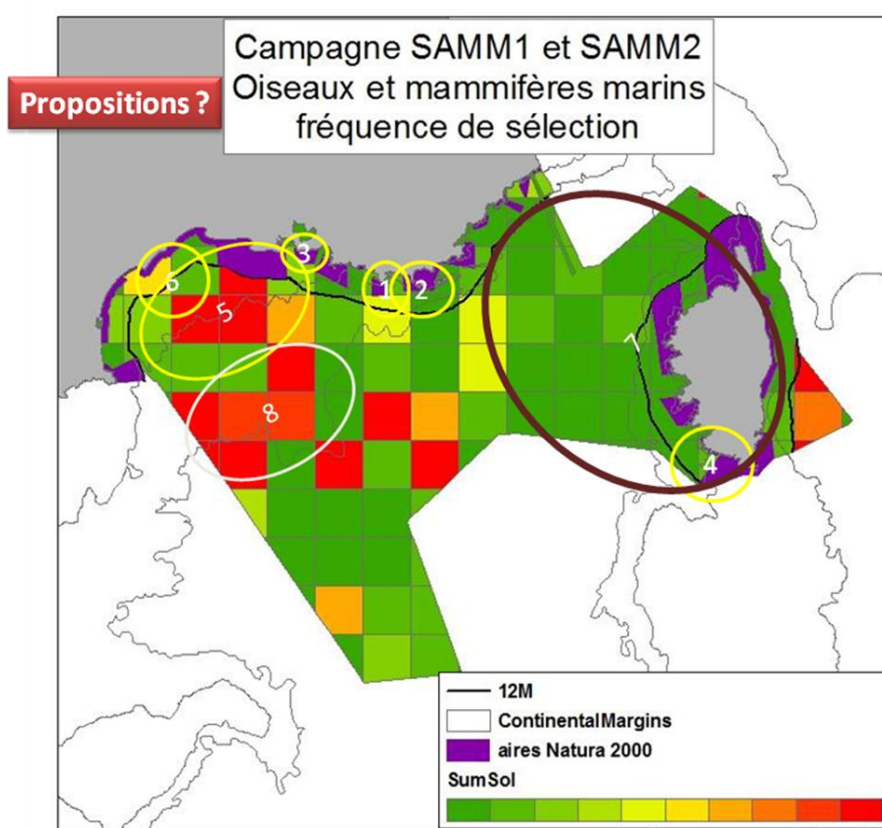 Campagne SAMM1 et SAMM2
Oiseaux et mammifères marins
fréquence de sélection
Propositions ?
3
6
1
2
5
7
8
4
12M
ContinentalMargins
aires Natura 2000
SumSol